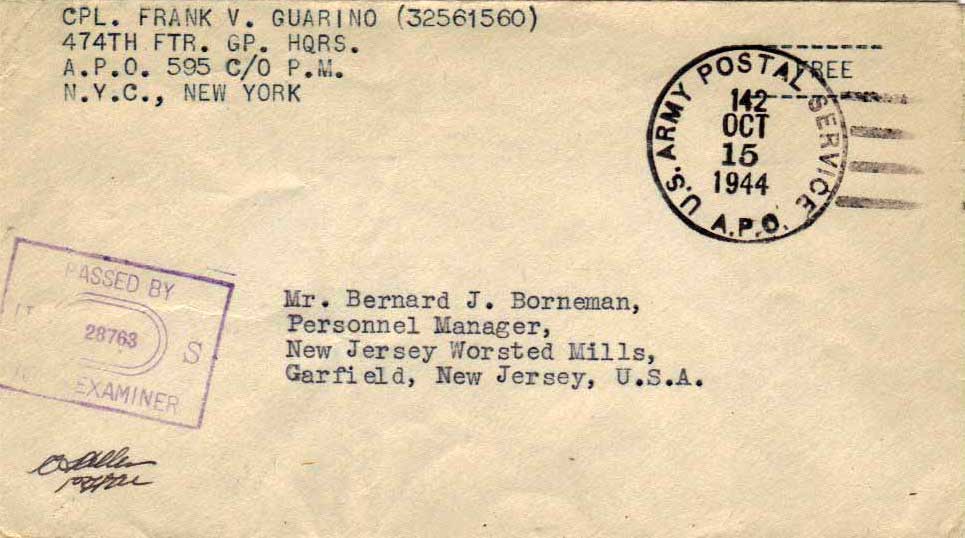 CPL. FRANK V. GUARINO (32561560)
474TH FTR. GP. HQRS.
A.P.O. 595 C/O P.M.
N.Y.C., NEW YORK
FREE
U.S. ARMY POSTAL SERVICE
142
OCT
15
1944
A.P.O.
PASSED BY
28763
S
EXAMINER
Mr. Bernard J. Borneman,
Personnel Manager,
New Jersey Worsted Mills,
Garfield, New Jersey, U.S.A.